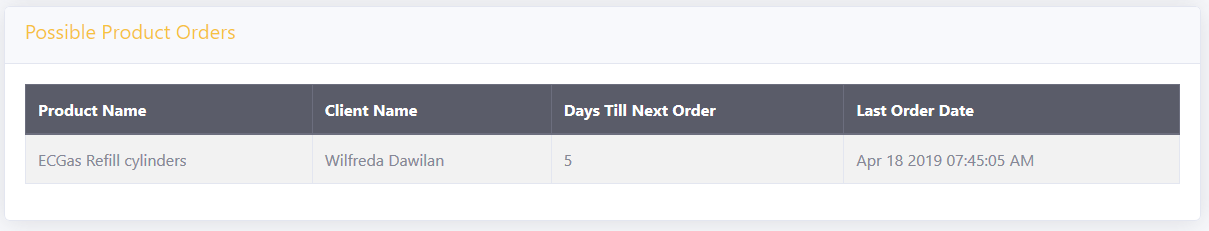 Possible Product Orders
Product Name Client Name Days Till Next Order Last Order Date
ECGas Refill cylinders Wilfreda Dawilan 5 Apr 18 2019 07:45:05 AM